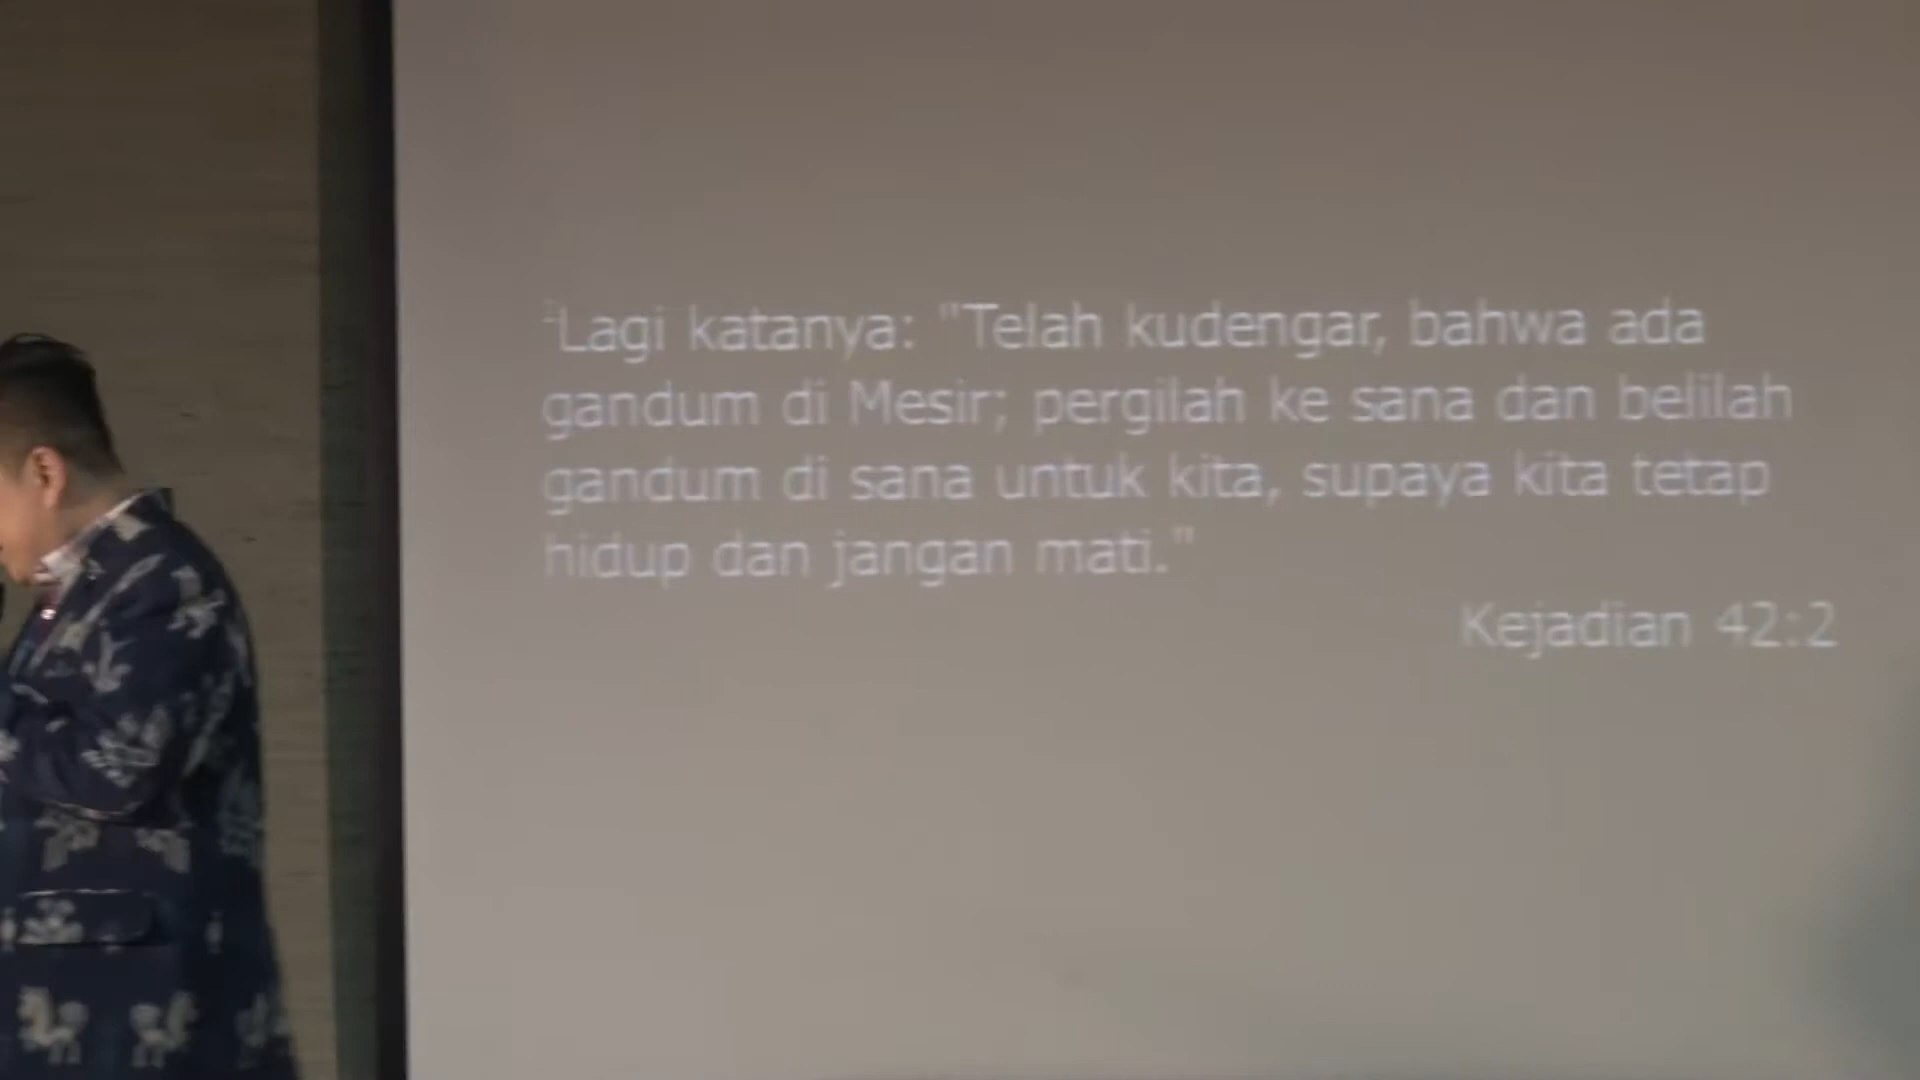 ²Lagi katanya: "Telah kudengar, bahwa ada
gandum di Mesir; pergilah ke sana dan belilah
gandum di sana untuk kita, supaya kita tetap
hidup dan jangan mati."
Kejadian 42:2